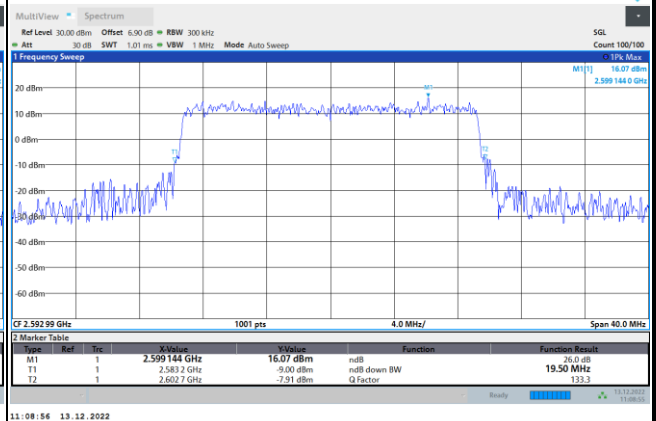 MultiView Spectrum
Ref Level 30.00 dBm Offset 6.90 dB RBW 300 kHz SGL
Att 30 dB SWT 1.01 ms VBW 1 MHz Mode Auto Sweep Count 100/100
1 Frequency Sweep 1Pk Max
M1[1] 16.07 dBm
2.599 144 0 GHz
M1
20 dBm
10 dBm
0 dBm
T1
T2
-10 dBm
-20 dBm
-30 dBm
-40 dBm
-50 dBm
-60 dBm
CF 2.592 99 GHz 1001 pts 4.0 MHz/ Span 40.0 MHz
2 Marker Table
Type Ref Trc X-Value Y-Value Function Function Result
M1 1 2.599 144 GHz 16.07 dBm ndB 26.0 dB
T1 1 2.583 2 GHz -9.00 dBm ndB down BW 19.50 MHz
T2 1 2.602 7 GHz -7.91 dBm Q Factor 133.3
Ready 13.12.2022
11:08:55
11:08:56 13.12.2022